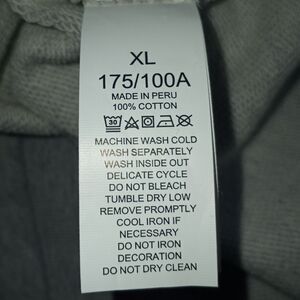 XL
175/100A
MADE IN PERU
100% COTTON
30
MACHINE WASH COLD
WASH SEPARATELY
WASH INSIDE OUT
DELICATE CYCLE
DO NOT BLEACH
TUMBLE DRY LOW
REMOVE PROMPTLY
COOL IRON IF
NECESSARY
DO NOT IRON
DECORATION
DO NOT DRY CLEAN